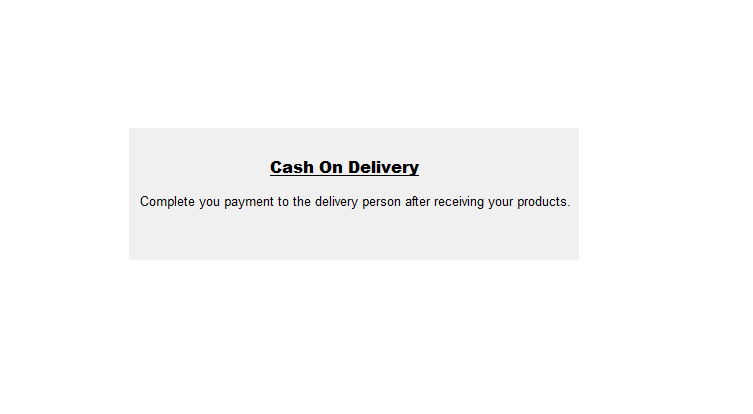 Cash On Delivery
Complete you payment to the delivery person after receiving your products.